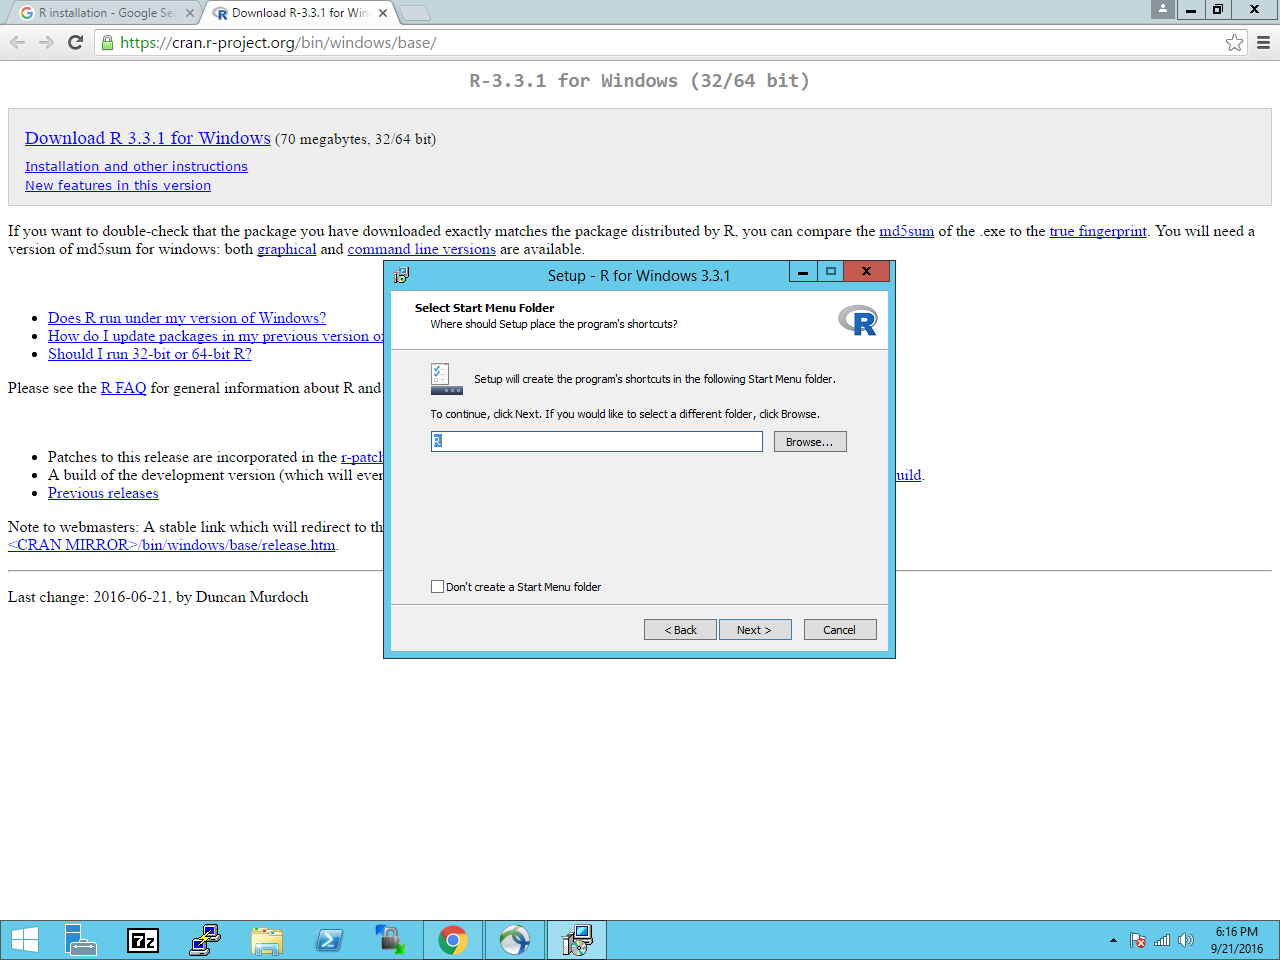 R installation - Google Se
Download R-3.3.1 for Win
https://cran.r-project.org/bin/windows/base/
R-3.3.1 for Windows (32/64 bit)
Download R 3.3.1 for Windows (70 megabytes, 32/64 bit)
Installation and other instructions
New features in this version
If you want to double-check that the package you have downloaded exactly matches the package distributed by R, you can compare the md5sum of the .exe to the true fingerprint. You will need a
version of md5sum for windows: both graphical and command line versions are available.
Setup - R for Windows 3.3.1
Select Start Menu Folder
Where should Setup place the program's shortcuts?
R
Does R run under my version of Windows?
How do I update packages in my previous version o
Should I run 32-bit or 64-bit R?
Setup will create the program's shortcuts in the following Start Menu folder.
Please see the R FAQ for general information about R and
To continue, click Next. If you would like to select a different folder, click Browse.
R
Browse...
Patches to this release are incorporated in the r-patch
A build of the development version (which will ever
uild.
Previous releases
Note to webmasters: A stable link which will redirect to th
<CRAN MIRROR>/bin/windows/base/release.htm.
Don't create a Start Menu folder
Last change: 2016-06-21, by Duncan Murdoch
< Back
Next >
Cancel
7z
6:16 PM
9/21/2016